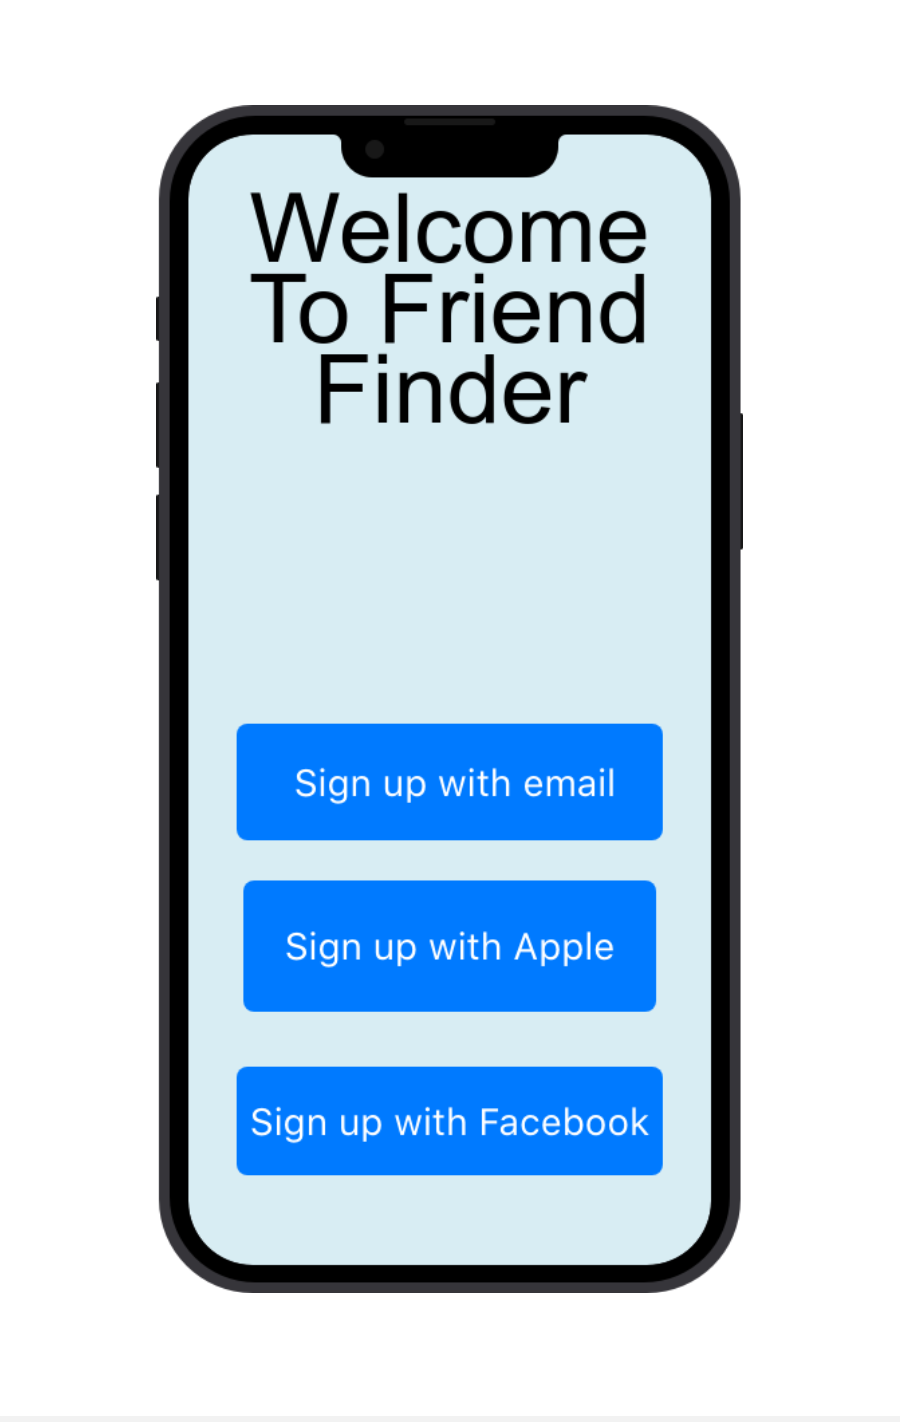 Welcome
To Friend
Finder
Sign up with email
Sign up with Apple
Sign up with Facebook